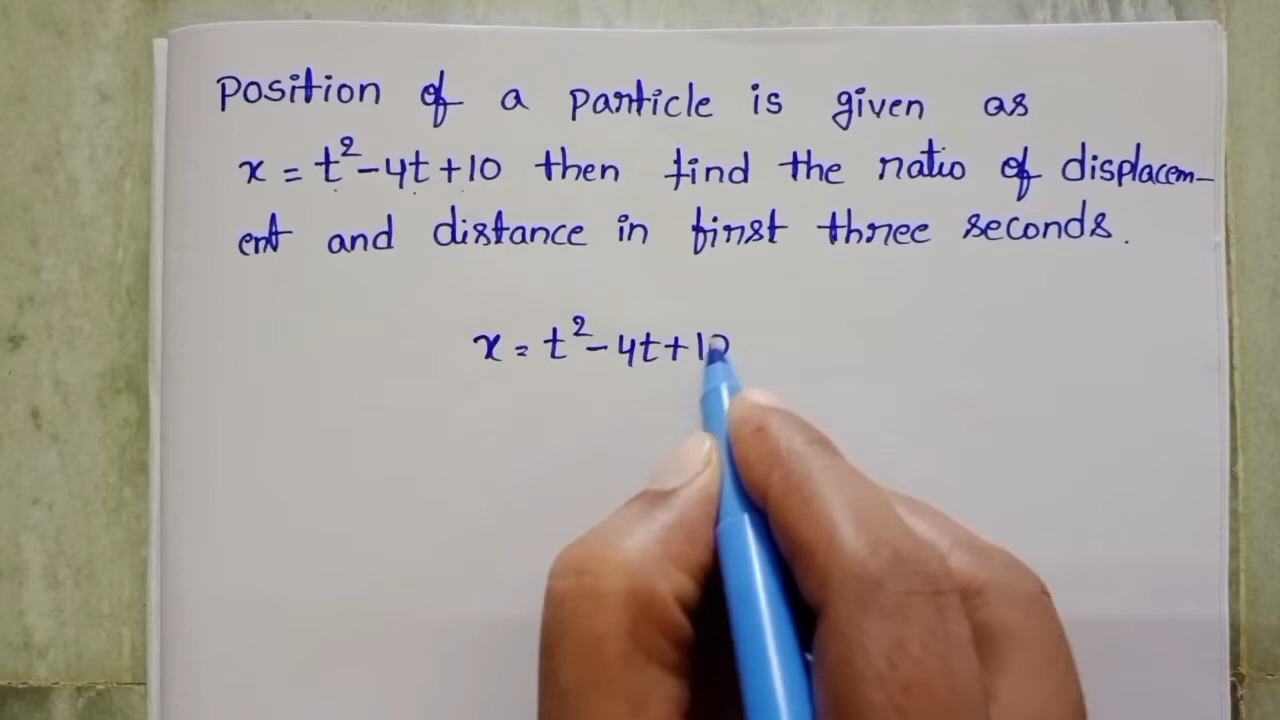 Position of a particle is given as
x = t² - 4t + 10 then find the ratio of displacem-
ent and distance in first three seconds.
x = t² - 4t + 10